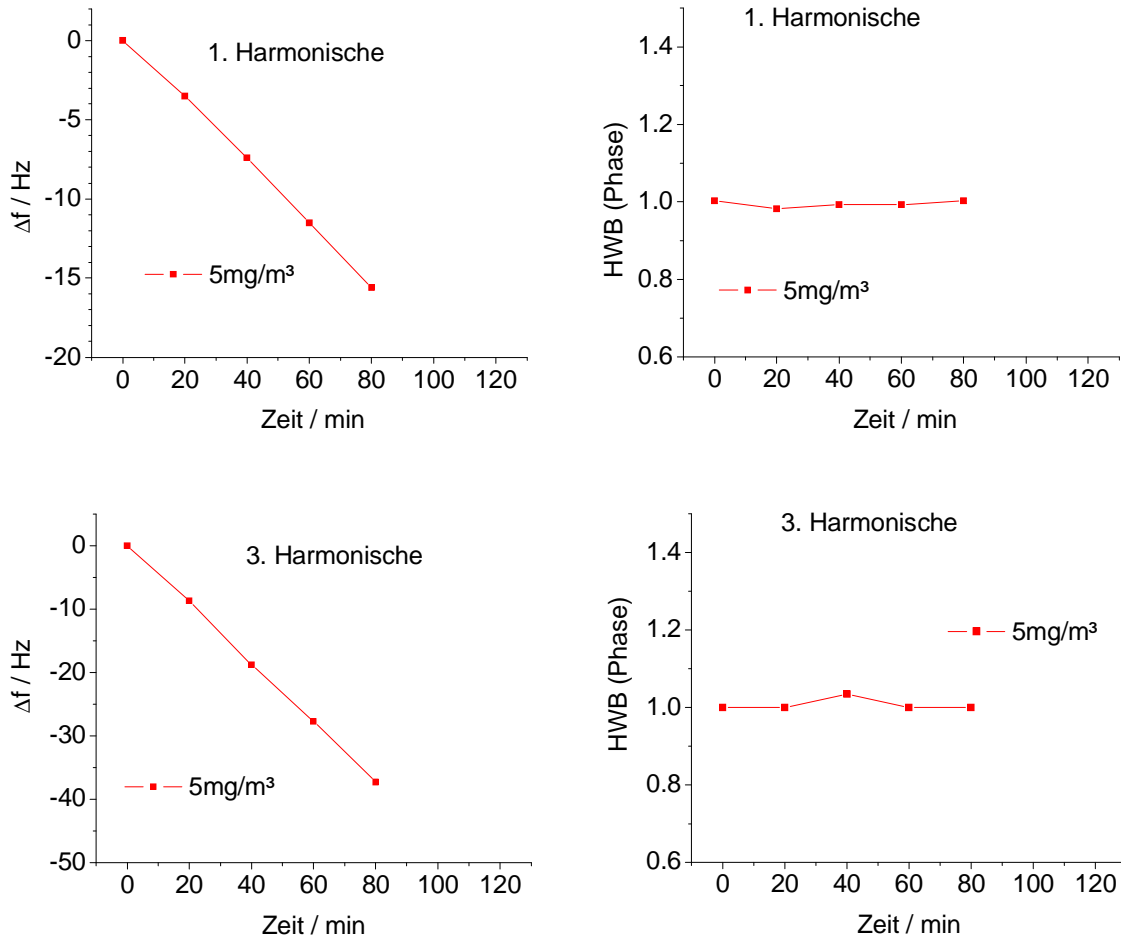 1. Harmonische
0
-5
-10
-15
-20
Δf / Hz
5mg/m³
0 20 40 60 80 100 120
Zeit / min
1. Harmonische
1.4
1.2
1.0
0.8
0.6
HWB (Phase)
5mg/m³
0 20 40 60 80 100 120
Zeit / min
3. Harmonische
0
-10
-20
-30
-40
-50
Δf / Hz
5mg/m³
0 20 40 60 80 100 120
Zeit / min
3. Harmonische
1.4
1.2
1.0
0.8
0.6
HWB (Phase)
5mg/m³
0 20 40 60 80 100 120
Zeit / min